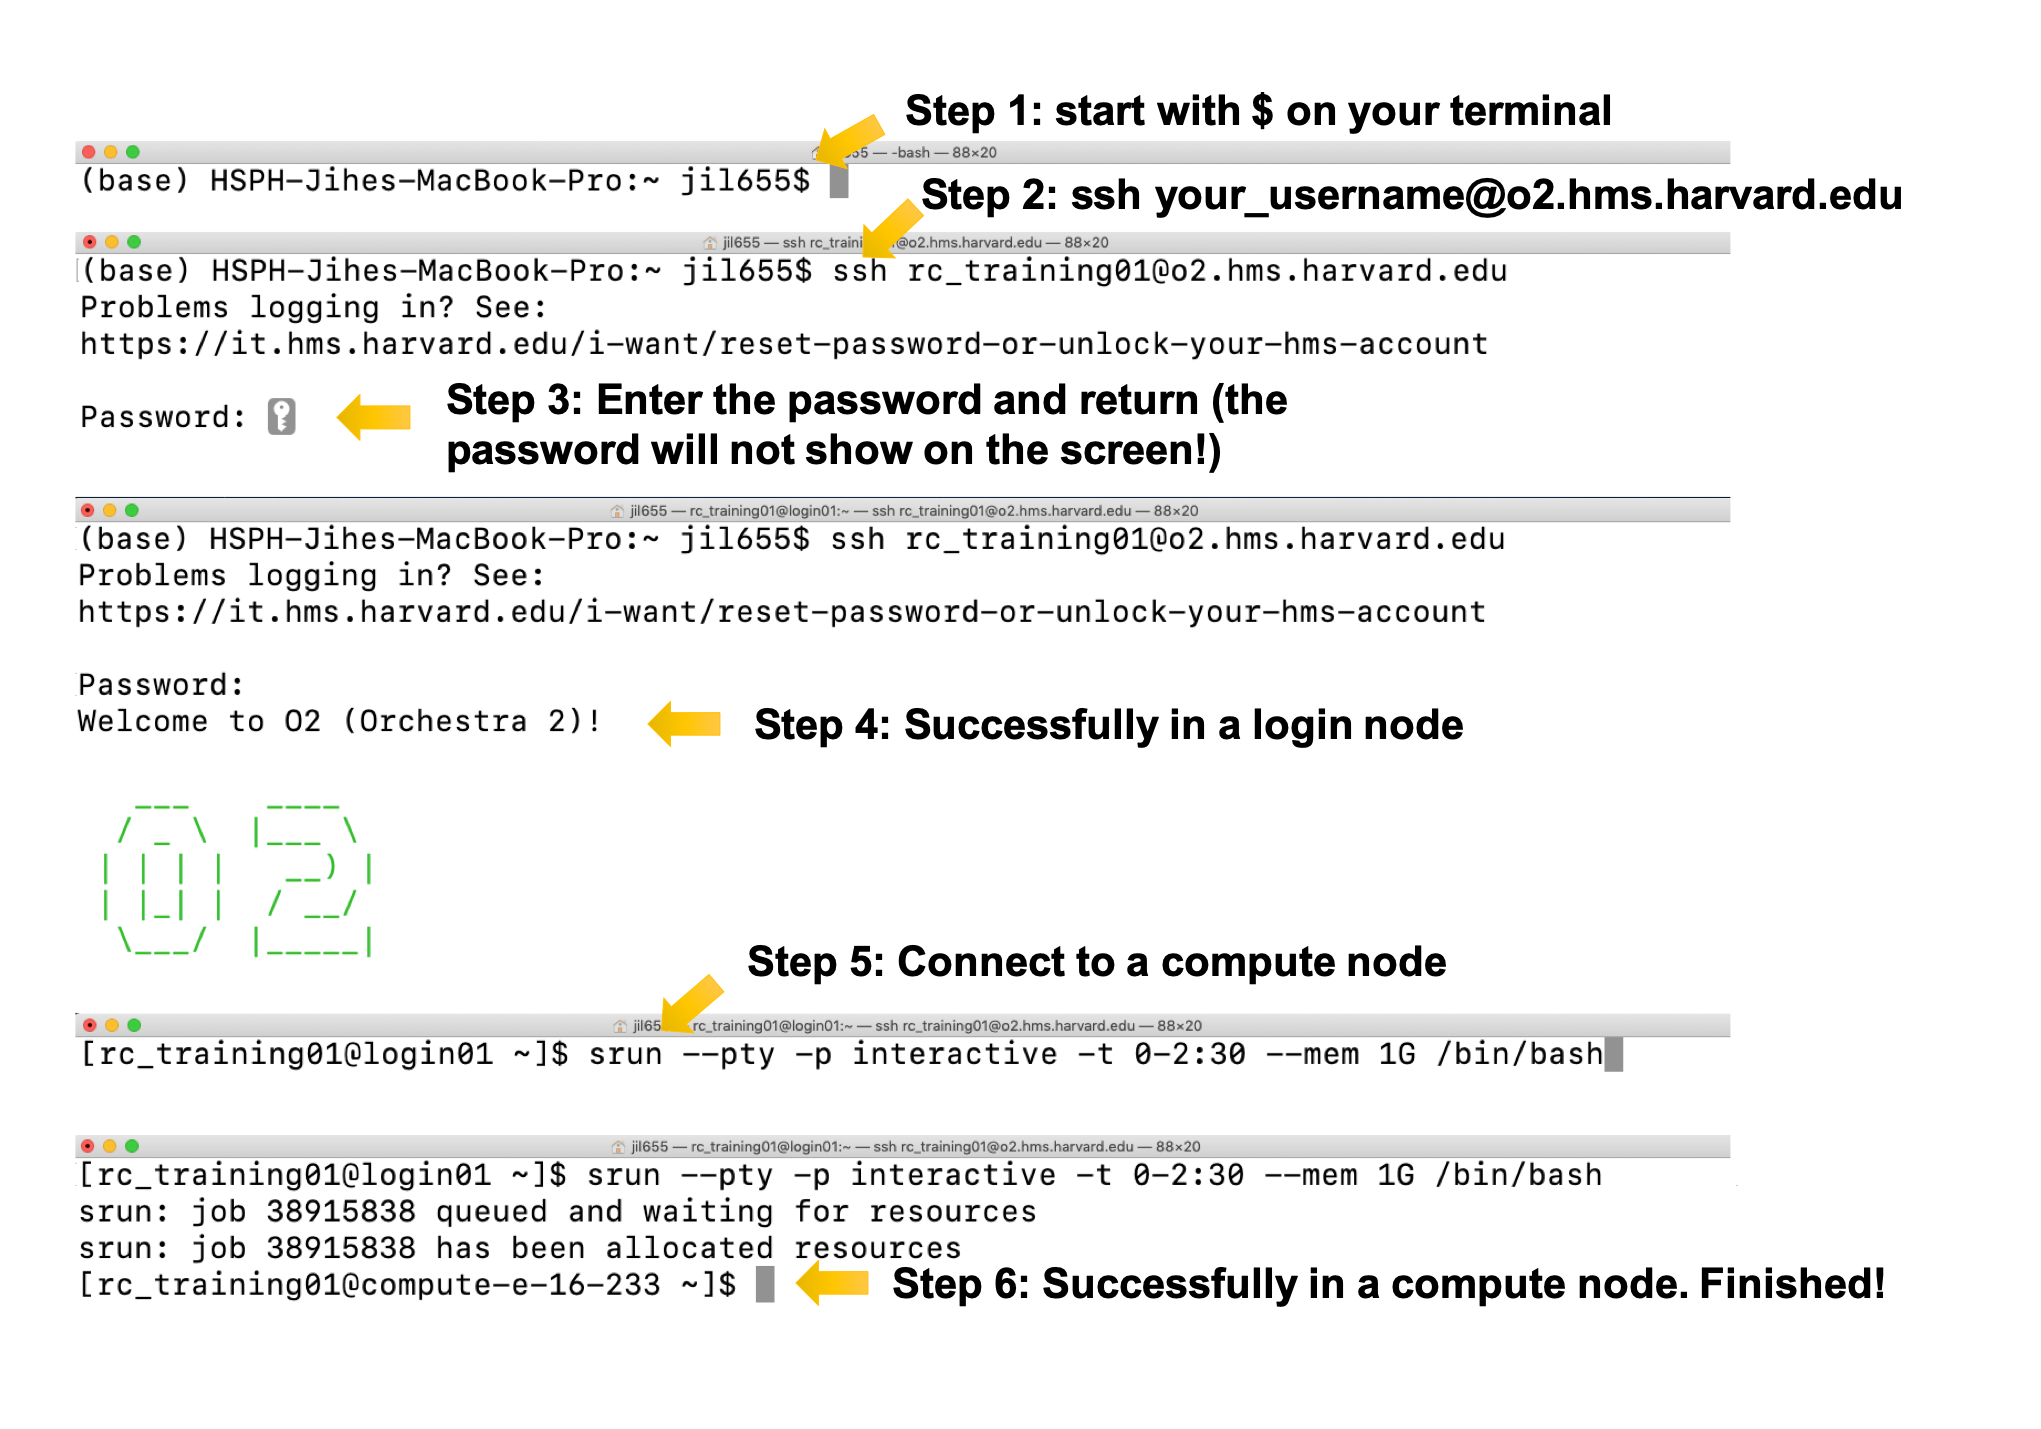 Step 1: start with $ on your terminal
55 — -bash — 88×20
(base) HSPH-Jihes-MacBook-Pro:~ jil655$
Step 2: ssh your_username@o2.hms.harvard.edu
jil655 — ssh rc_traini @o2.hms.harvard.edu — 88×20
(base) HSPH-Jihes-MacBook-Pro:~ jil655$ ssh rc_training01@o2.hms.harvard.edu
Problems logging in? See:
https://it.hms.harvard.edu/i-want/reset-password-or-unlock-your-hms-account
Password:
Step 3: Enter the password and return (the
password will not show on the screen!)
jil655 — rc_training01@login01:~ — ssh rc_training01@o2.hms.harvard.edu — 88×20
(base) HSPH-Jihes-MacBook-Pro:~ jil655$ ssh rc_training01@o2.hms.harvard.edu
Problems logging in? See:
https://it.hms.harvard.edu/i-want/reset-password-or-unlock-your-hms-account
Password:
Welcome to O2 (Orchestra 2)!
Step 4: Successfully in a login node
O2
Step 5: Connect to a compute node
jil65 rc_training01@login01:~ — ssh rc_training01@o2.hms.harvard.edu — 88×20
[rc_training01@login01 ~]$ srun --pty -p interactive -t 0-2:30 --mem 1G /bin/bash
jil655 — rc_training01@login01:~ — ssh rc_training01@o2.hms.harvard.edu — 88×20
[rc_training01@login01 ~]$ srun --pty -p interactive -t 0-2:30 --mem 1G /bin/bash
srun: job 38915838 queued and waiting for resources
srun: job 38915838 has been allocated resources
[rc_training01@compute-e-16-233 ~]$
Step 6: Successfully in a compute node. Finished!